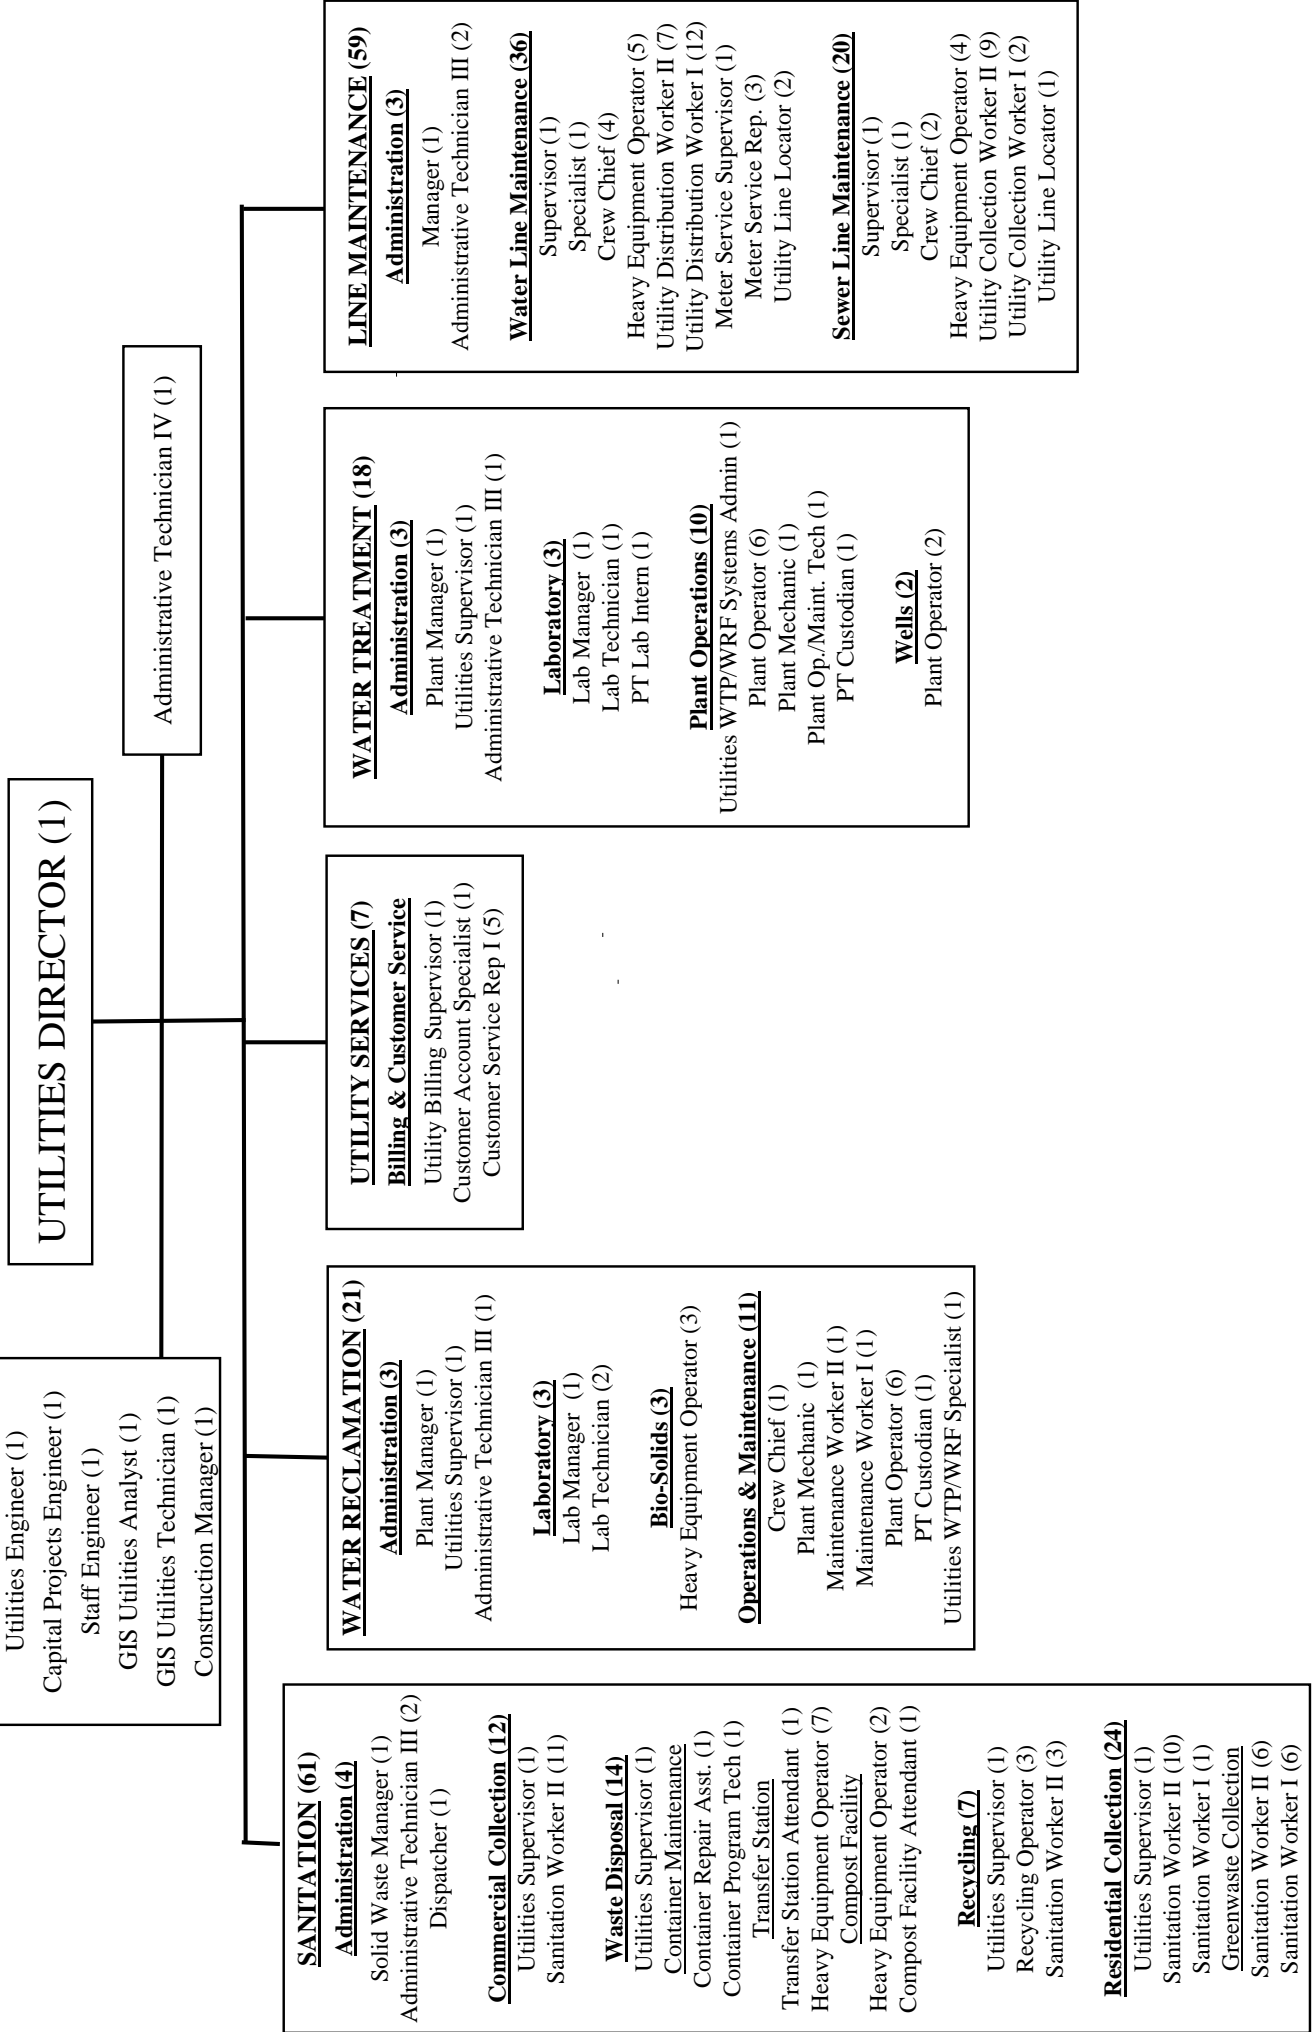 UTILITIES DIRECTOR (1)
Utilities Engineer (1)
Capital Projects Engineer (1)
Staff Engineer (1)
GIS Utilities Analyst (1)
GIS Utilities Technician (1)
Construction Manager (1)
Administrative Technician IV (1)
SANITATION (61)
Administration (4)
Solid Waste Manager (1)
Administrative Technician III (2)
Dispatcher (1)
Commercial Collection (12)
Utilities Supervisor (1)
Sanitation Worker II (11)
Waste Disposal (14)
Utilities Supervisor (1)
Container Maintenance
Container Repair Asst. (1)
Container Program Tech (1)
Transfer Station
Transfer Station Attendant (1)
Heavy Equipment Operator (7)
Compost Facility
Heavy Equipment Operator (2)
Compost Facility Attendant (1)
Recycling (7)
Utilities Supervisor (1)
Recycling Operator (3)
Sanitation Worker II (3)
Residential Collection (24)
Utilities Supervisor (1)
Sanitation Worker II (10)
Sanitation Worker I (1)
Greenwaste Collection
Sanitation Worker II (6)
Sanitation Worker I (6)
WATER RECLAMATION (21)
Administration (3)
Plant Manager (1)
Utilities Supervisor (1)
Administrative Technician III (1)
Laboratory (3)
Lab Manager (1)
Lab Technician (2)
Bio-Solids (3)
Heavy Equipment Operator (3)
Operations & Maintenance (11)
Crew Chief (1)
Plant Mechanic (1)
Maintenance Worker II (1)
Maintenance Worker I (1)
Plant Operator (6)
PT Custodian (1)
Utilities WTP/WRF Specialist (1)
UTILITY SERVICES (7)
Billing & Customer Service
Utility Billing Supervisor (1)
Customer Account Specialist (1)
Customer Service Rep I (5)
WATER TREATMENT (18)
Administration (3)
Plant Manager (1)
Utilities Supervisor (1)
Administrative Technician III (1)
Laboratory (3)
Lab Manager (1)
Lab Technician (1)
PT Lab Intern (1)
Plant Operations (10)
Utilities WTP/WRF Systems Admin (1)
Plant Operator (6)
Plant Mechanic (1)
Plant Op./Maint. Tech (1)
PT Custodian (1)
Wells (2)
Plant Operator (2)
LINE MAINTENANCE (59)
Administration (3)
Manager (1)
Administrative Technician III (2)
Water Line Maintenance (36)
Supervisor (1)
Specialist (1)
Crew Chief (4)
Heavy Equipment Operator (5)
Utility Distribution Worker II (7)
Utility Distribution Worker I (12)
Meter Service Supervisor (1)
Meter Service Rep. (3)
Utility Line Locator (2)
Sewer Line Maintenance (20)
Supervisor (1)
Specialist (1)
Crew Chief (2)
Heavy Equipment Operator (4)
Utility Collection Worker II (9)
Utility Collection Worker I (2)
Utility Line Locator (1)